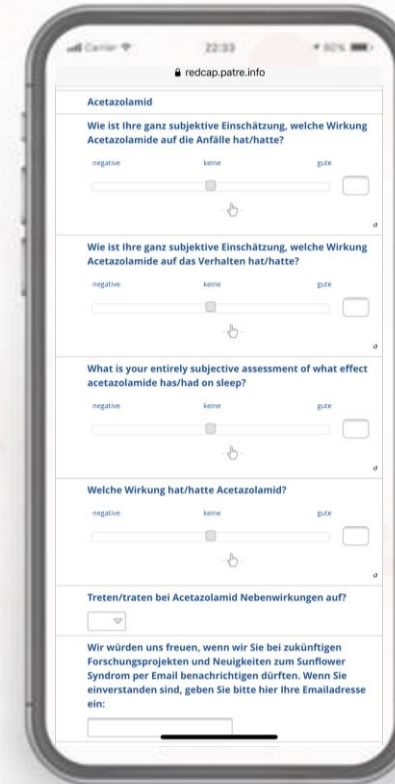 Carrier
22:33
80%
redcap.patre.info
Acetazolamid
Wie ist Ihre ganz subjektive Einschätzung, welche Wirkung
Acetazolamide auf die Anfälle hat/hatte?
negative keine gute
Wie ist Ihre ganz subjektive Einschätzung, welche Wirkung
Acetazolamide auf das Verhalten hat/hatte?
negative keine gute
What is your entirely subjective assessment of what effect
acetazolamide has/had on sleep?
negative keine gute
Welche Wirkung hat/hatte Acetazolamid?
negative keine gute
Treten/traten bei Acetazolamid Nebenwirkungen auf?
Wir würden uns freuen, wenn wir Sie bei zukünftigen
Forschungsprojekten und Neuigkeiten zum Sunflower
Syndrom per Email benachrichtigen dürften. Wenn Sie
einverstanden sind, geben Sie bitte hier Ihre Emailadresse
ein: